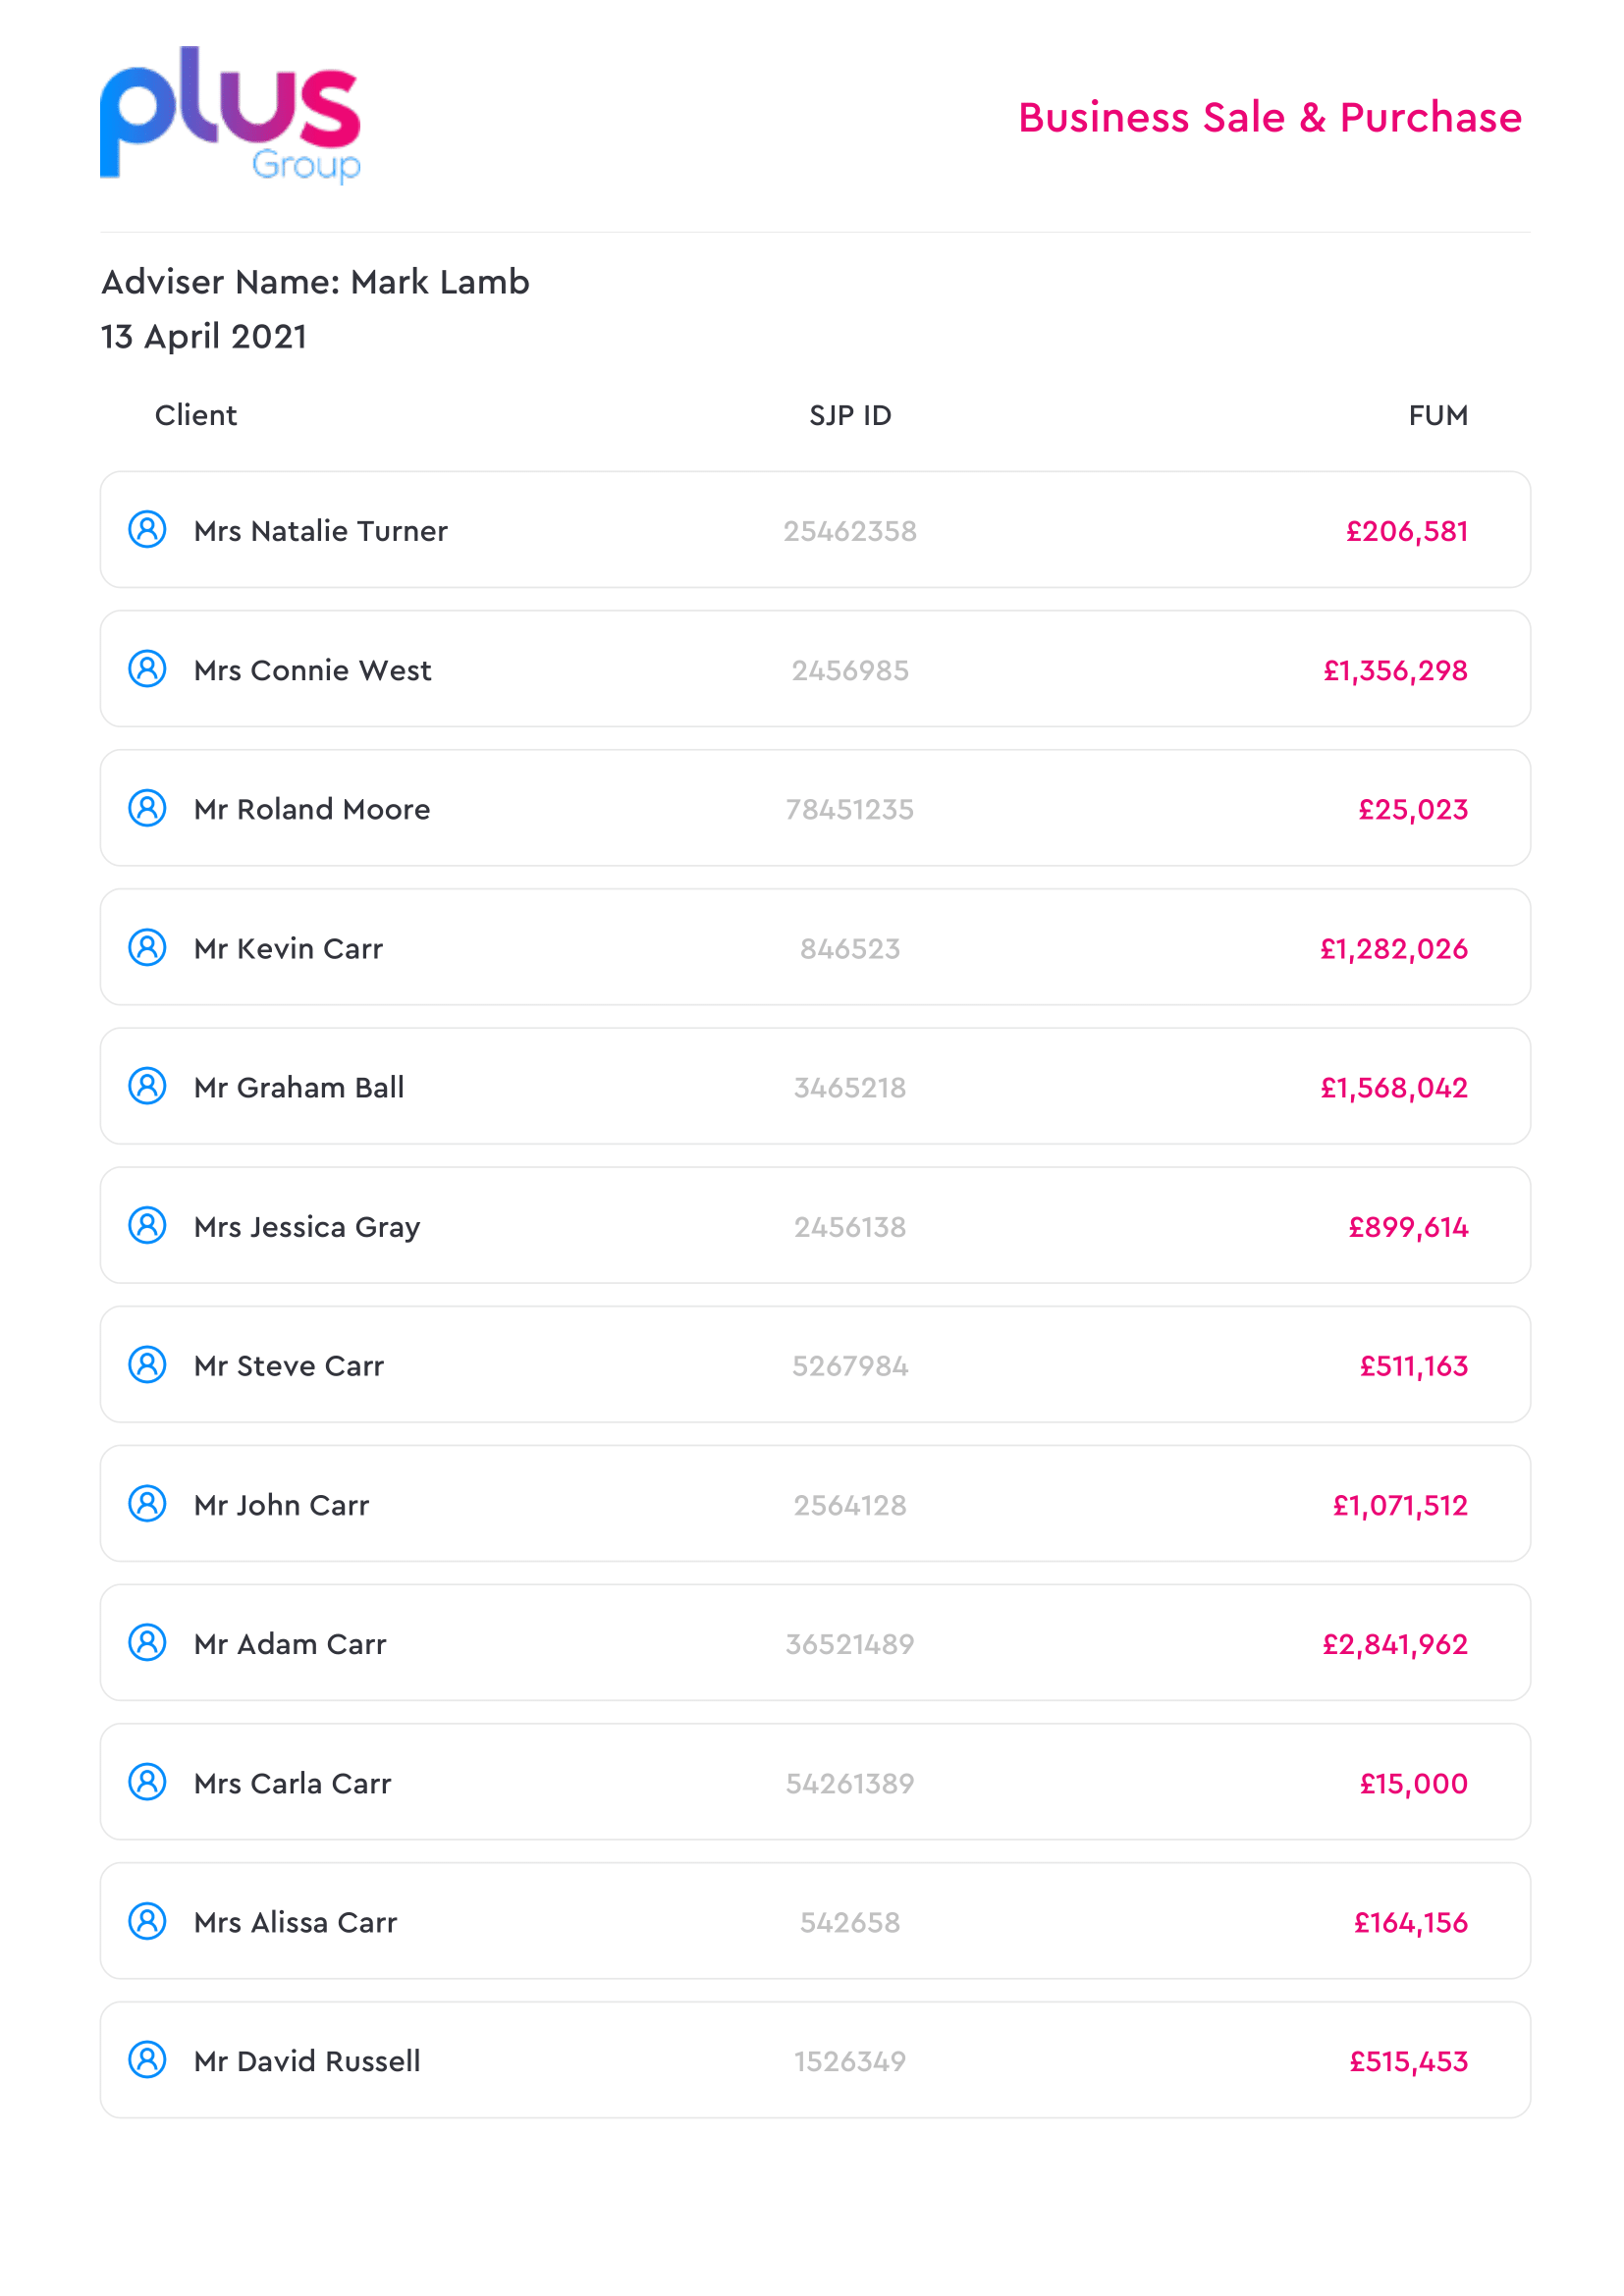 plus
Group
Business Sale & Purchase
Adviser Name: Mark Lamb
13 April 2021
Client SJP ID FUM
Mrs Natalie Turner 25462358 £206,581
Mrs Connie West 2456985 £1,356,298
Mr Roland Moore 78451235 £25,023
Mr Kevin Carr 846523 £1,282,026
Mr Graham Ball 3465218 £1,568,042
Mrs Jessica Gray 2456138 £899,614
Mr Steve Carr 5267984 £511,163
Mr John Carr 2564128 £1,071,512
Mr Adam Carr 36521489 £2,841,962
Mrs Carla Carr 54261389 £15,000
Mrs Alissa Carr 542658 £164,156
Mr David Russell 1526349 £515,453